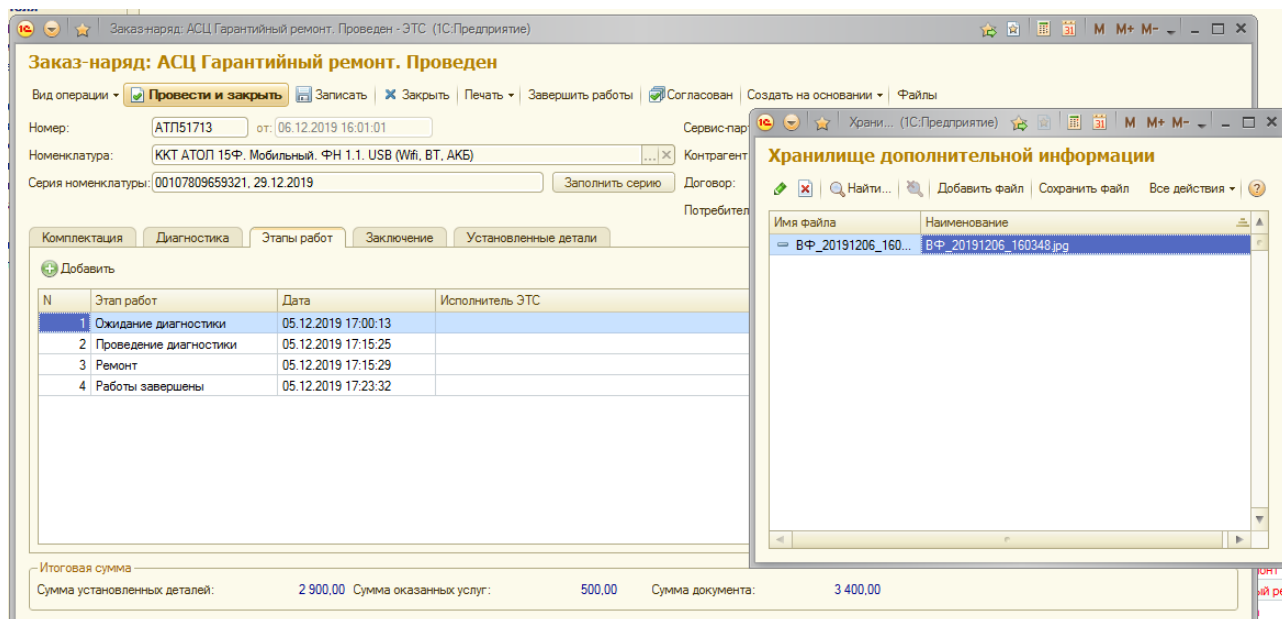 Заказ-наряд: АСЦ Гарантийный ремонт. Проведен - ЭТС (1С:Предприятие)
31 M M+ M-
Заказ-наряд: АСЦ Гарантийный ремонт. Проведен
Вид операции Провести и закрыть Записать Закрыть Печать Завершить работы Согласован Создать на основании Файлы
Номер: АТП51713 от: 06.12.2019 16:01:01 Сервис-пар
Номенклатура: ККТ АТОЛ 15Ф. Мобильный. ФН 1.1. USB (Wifi, BT, АКБ) ... Контрагент
Серия номенклатуры: 00107809659321, 29.12.2019 Заполнить серию Договор:
Потребител
Комплектация Диагностика Этапы работ Заключение Установленные детали
Добавить
N Этап работ Дата Исполнитель ЭТС
1 Ожидание диагностики 05.12.2019 17:00:13
2 Проведение диагностики 05.12.2019 17:15:25
3 Ремонт 05.12.2019 17:15:29
4 Работы завершены 05.12.2019 17:23:32
Итоговая сумма
Сумма установленных деталей: 2 900,00 Сумма оказанных услуг: 500,00 Сумма документа: 3 400,00
Храни... (1С:Предприятие) 31 M M+ M-
Хранилище дополнительной информации
Найти... Добавить файл Сохранить файл Все действия ?
Имя файла Наименование
ВФ_20191206_160... ВФ_20191206_160348.jpg